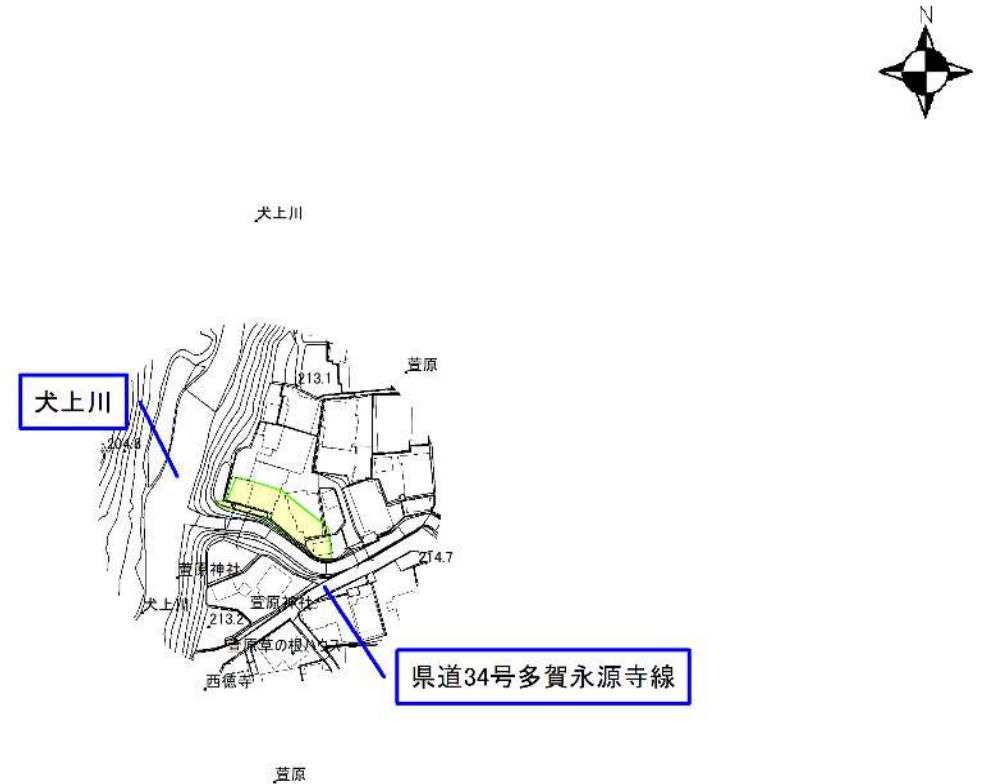 N
犬上川
萱原
213.1
犬上川
204.8
214.7
萱原神社
犬上川
萱原神社
213.2
萱原草の根ハウス
西徳寺
県道34号多賀永源寺線
萱原